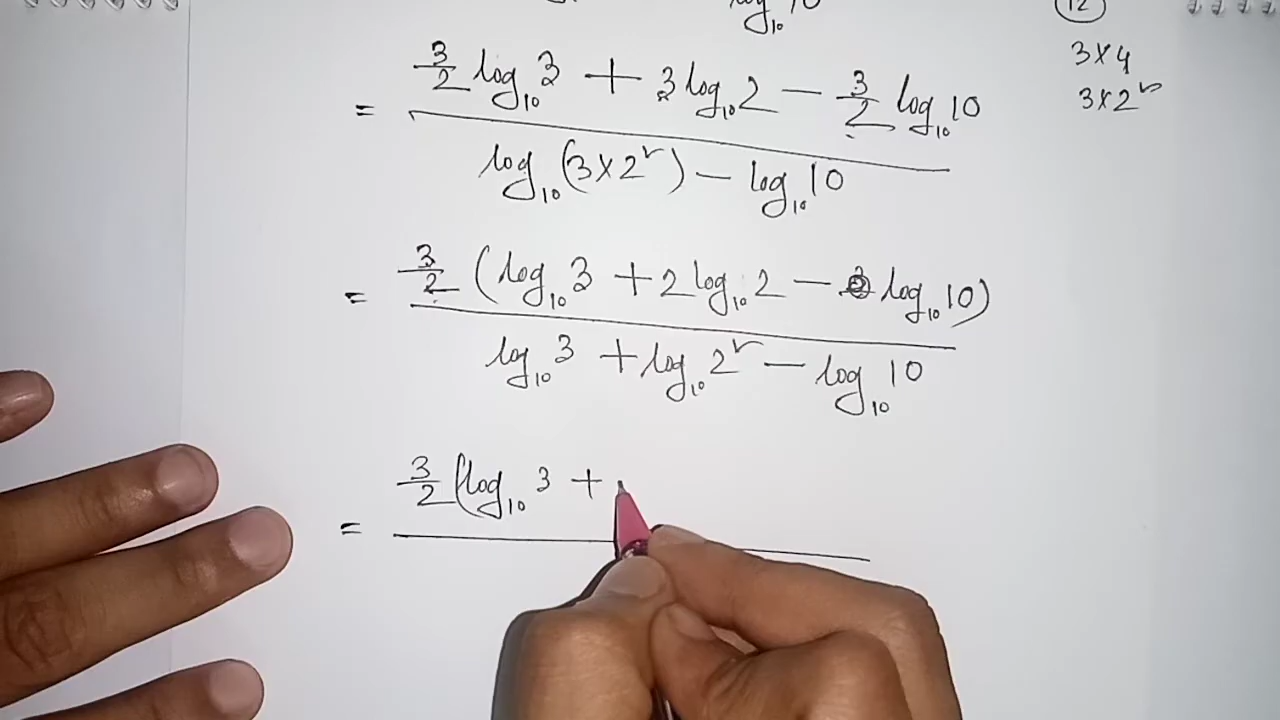 log₁₀10
12
3×4
3×2²
= (3/2 log₁₀3 + 3 log₁₀2 − 3/2 log₁₀10) / (log₁₀(3×2²) − log₁₀10)
= (3/2 (log₁₀3 + 2 log₁₀2 − log₁₀10)) / (log₁₀3 + log₁₀2² − log₁₀10)
= 3/2 (log₁₀3 +